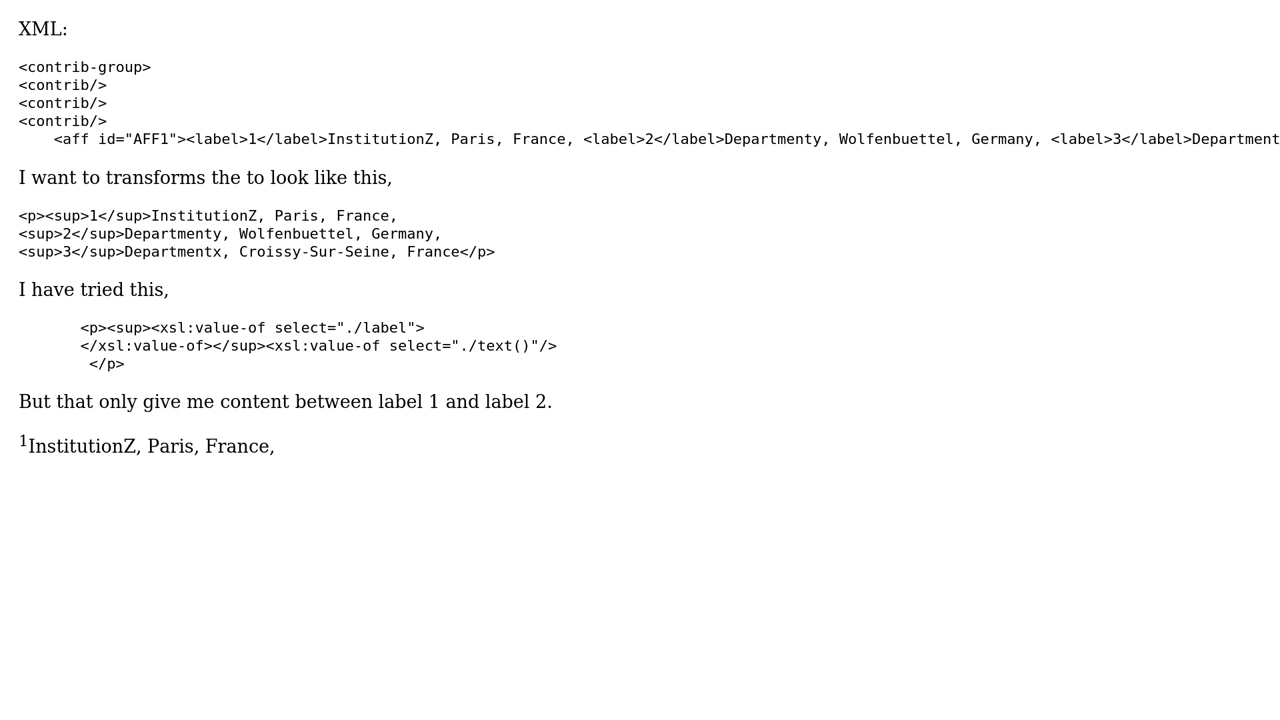 XML:
<contrib-group>
<contrib/>
<contrib/>
<contrib/>
    <aff id="AFF1"><label>1</label>InstitutionZ, Paris, France, <label>2</label>Departmenty, Wolfenbuettel, Germany, <label>3</label>Department
I want to transforms the to look like this,
<p><sup>1</sup>InstitutionZ, Paris, France,
<sup>2</sup>Departmenty, Wolfenbuettel, Germany,
<sup>3</sup>Departmentx, Croissy-Sur-Seine, France</p>
I have tried this,
       <p><sup><xsl:value-of select="./label">
       </xsl:value-of></sup><xsl:value-of select="./text()"/>
        </p>
But that only give me content between label 1 and label 2.
1InstitutionZ, Paris, France,